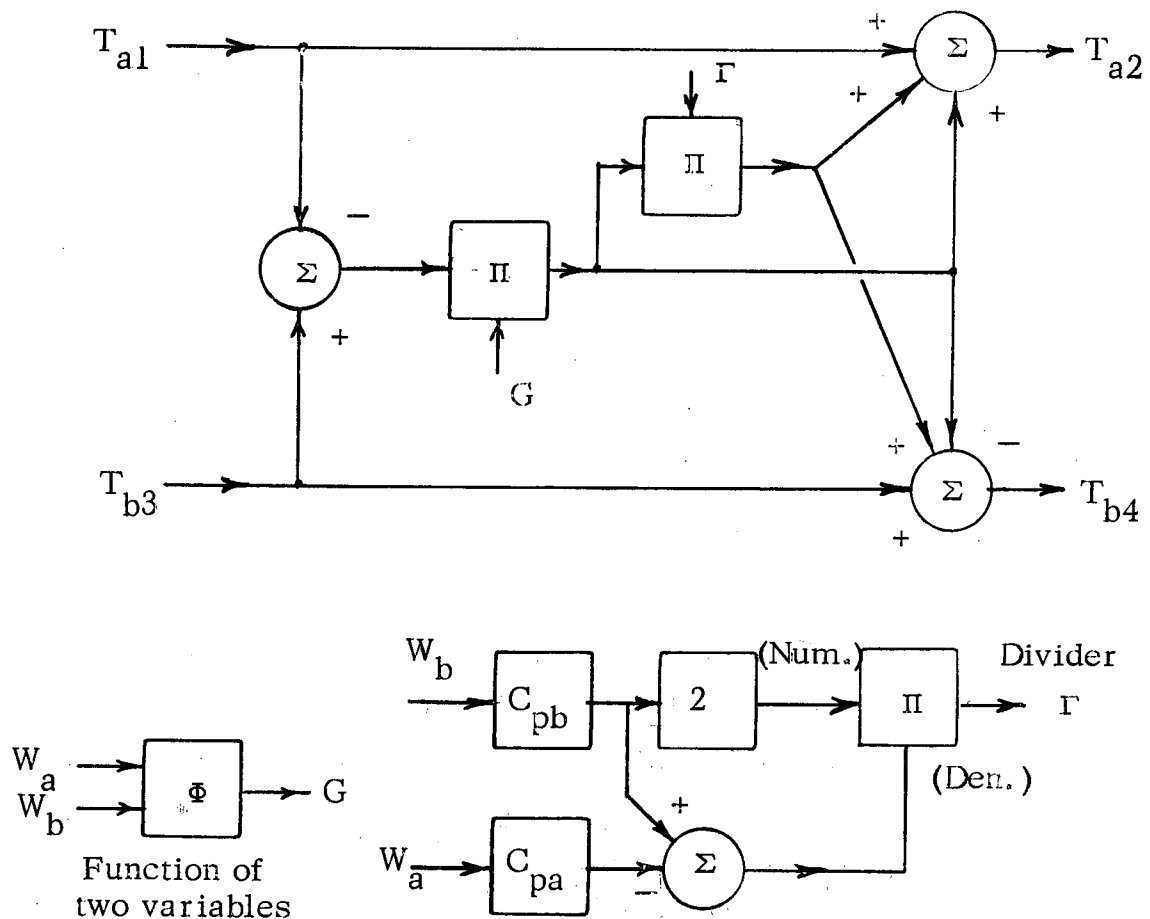 T_a1
+
Σ
T_a2
Γ
+
+
Π
−
Σ
Π
+
G
+
−
T_b3
Σ
T_b4
+
W_b
C_pb
2
(Num.)
Π
Divider
Γ
(Den.)
W_a
W_b
Φ
G
Function of
two variables
+
W_a
C_pa
−
Σ